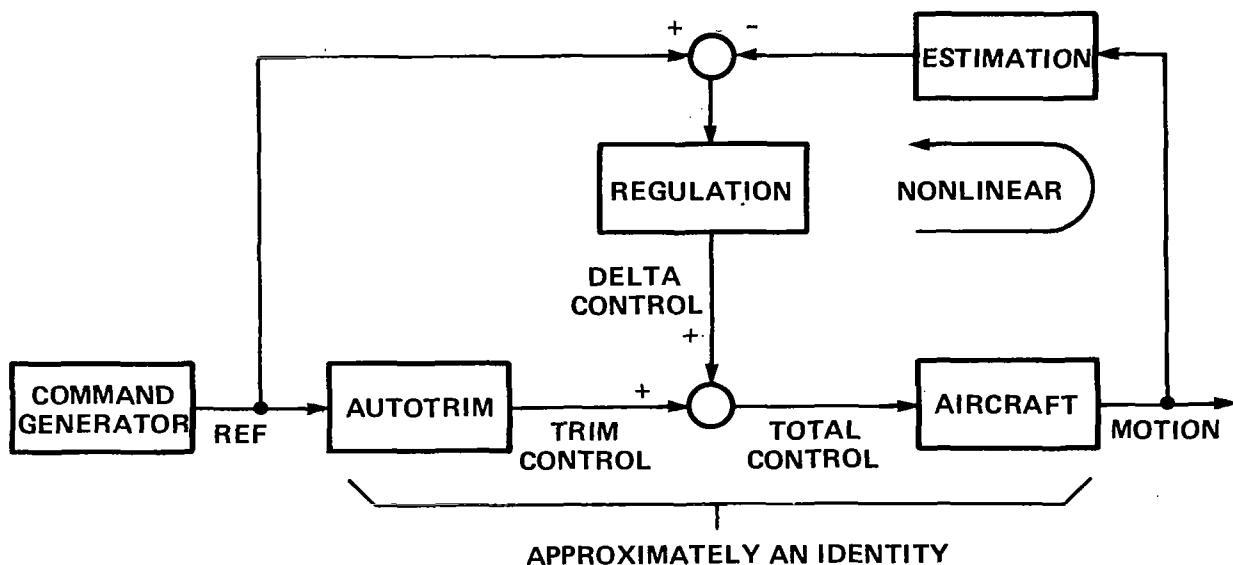 + -
ESTIMATION
REGULATION
NONLINEAR
DELTA
CONTROL
+
COMMAND
GENERATOR
REF
AUTOTRIM
+
TRIM
CONTROL
TOTAL
CONTROL
AIRCRAFT
MOTION
APPROXIMATELY AN IDENTITY